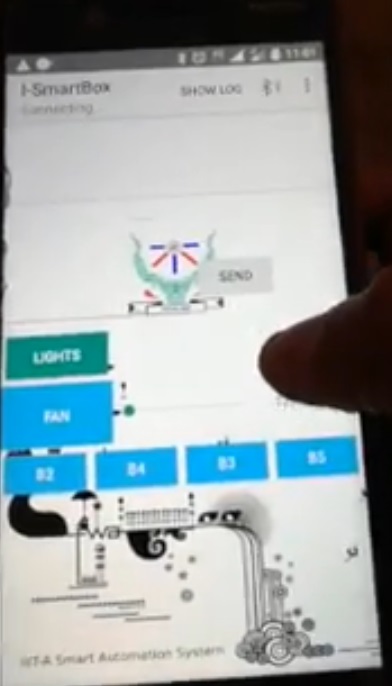 11:01
I-SmartBox SHOW LOG
Connecting
SEND
LIGHTS
FAN
B2 B4 B3 B5
IIIT-A Smart Automation System